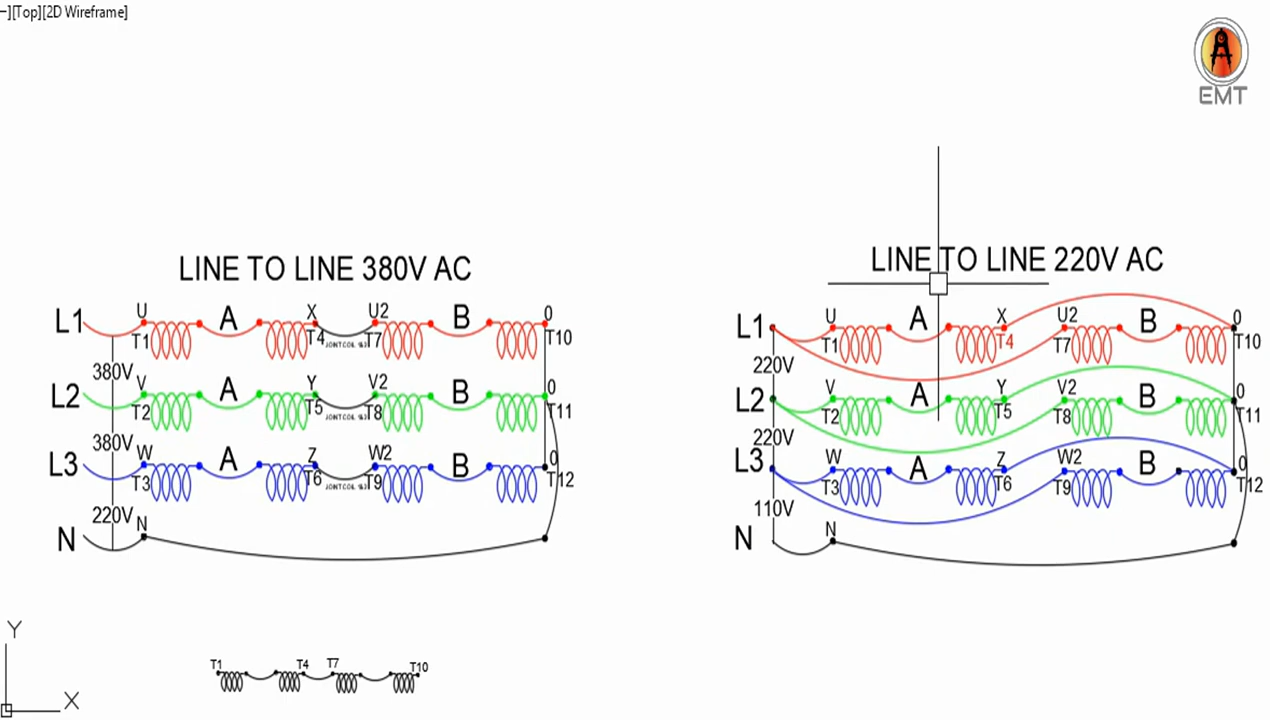 −][Top][2D Wireframe]
EMT
LINE TO LINE 380V AC
L1 U T1 A X T4 U2 T7 B 0 T10
380V
L2 V T2 A Y T5 V2 T8 B 0 T11
380V
L3 W T3 A Z T6 W2 T9 B 0 T12
220V
N N
LINE TO LINE 220V AC
L1 U T1 A X T4 U2 T7 B 0 T10
220V
L2 V T2 A Y T5 V2 T8 B 0 T11
220V
L3 W T3 A Z T6 W2 T9 B 0 T12
110V
N N
T1 T4 T7 T10
Y
X